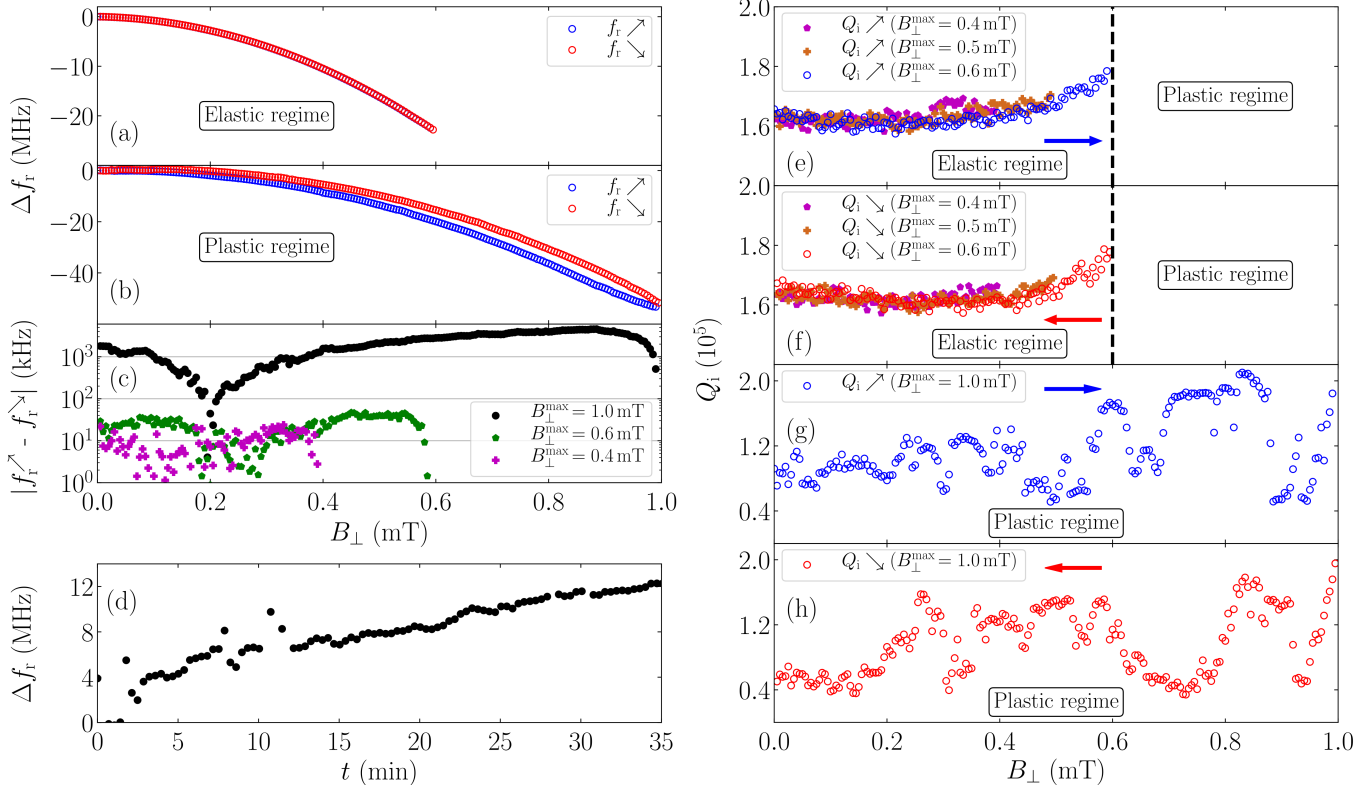 0
−10
−20
(a)
Elastic regime
f_r ↗
f_r ↘
Δf_r (MHz)
0
−20
−40
(b)
Plastic regime
f_r ↗
f_r ↘
10^3
10^2
10^1
10^0
(c)
|f_r^↗ - f_r^↘| (kHz)
B_⊥^max = 1.0 mT
B_⊥^max = 0.6 mT
B_⊥^max = 0.4 mT
0.0 0.2 0.4 0.6 0.8 1.0
B_⊥ (mT)
12
8
4
0
(d)
Δf_r (MHz)
0 5 10 15 20 25 30 35
t (min)
2.0
1.8
1.6
Q_i ↗ (B_⊥^max = 0.4 mT)
Q_i ↗ (B_⊥^max = 0.5 mT)
Q_i ↗ (B_⊥^max = 0.6 mT)
Plastic regime
(e)
Elastic regime
2.0
1.8
1.6
Q_i ↘ (B_⊥^max = 0.4 mT)
Q_i ↘ (B_⊥^max = 0.5 mT)
Q_i ↘ (B_⊥^max = 0.6 mT)
Plastic regime
(f)
Elastic regime
Q_i (10^5)
2.0
1.2
0.4
Q_i ↗ (B_⊥^max = 1.0 mT)
(g)
Plastic regime
2.0
1.2
0.4
Q_i ↘ (B_⊥^max = 1.0 mT)
(h)
Plastic regime
0.0 0.2 0.4 0.6 0.8 1.0
B_⊥ (mT)